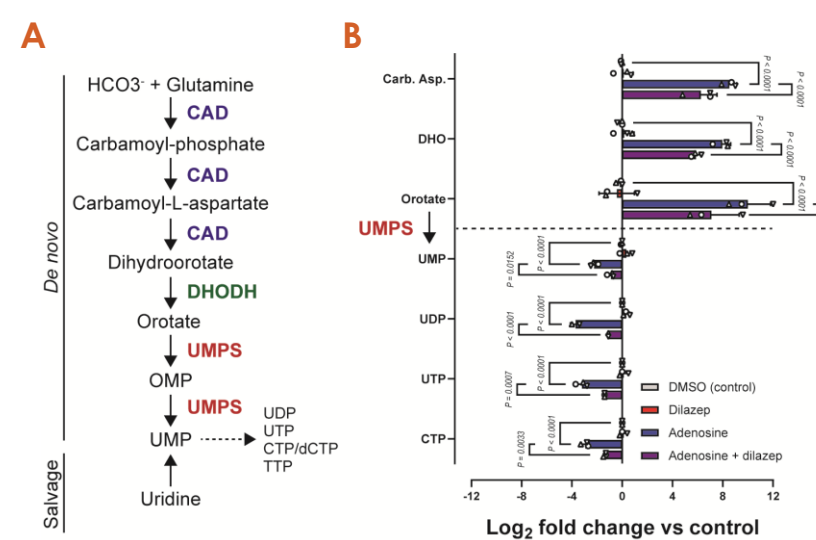 A
De novo
HCO3⁻ + Glutamine
CAD
Carbamoyl-phosphate
CAD
Carbamoyl-L-aspartate
CAD
Dihydroorotate
DHODH
Orotate
UMPS
OMP
UMPS
UMP
UDP
UTP
CTP/dCTP
TTP
Salvage
Uridine
B
Carb. Asp.
P < 0.0001
P < 0.0001
DHO
P < 0.0001
P < 0.0001
Orotate
P < 0.0001
UMPS
UMP
P = 0.0152
P < 0.0001
UDP
P < 0.0001
P < 0.0001
UTP
P = 0.0007
P < 0.0001
CTP
P = 0.0033
P < 0.0001
DMSO (control)
Dilazep
Adenosine
Adenosine + dilazep
-12 -8 -4 0 4 8 12
Log₂ fold change vs control